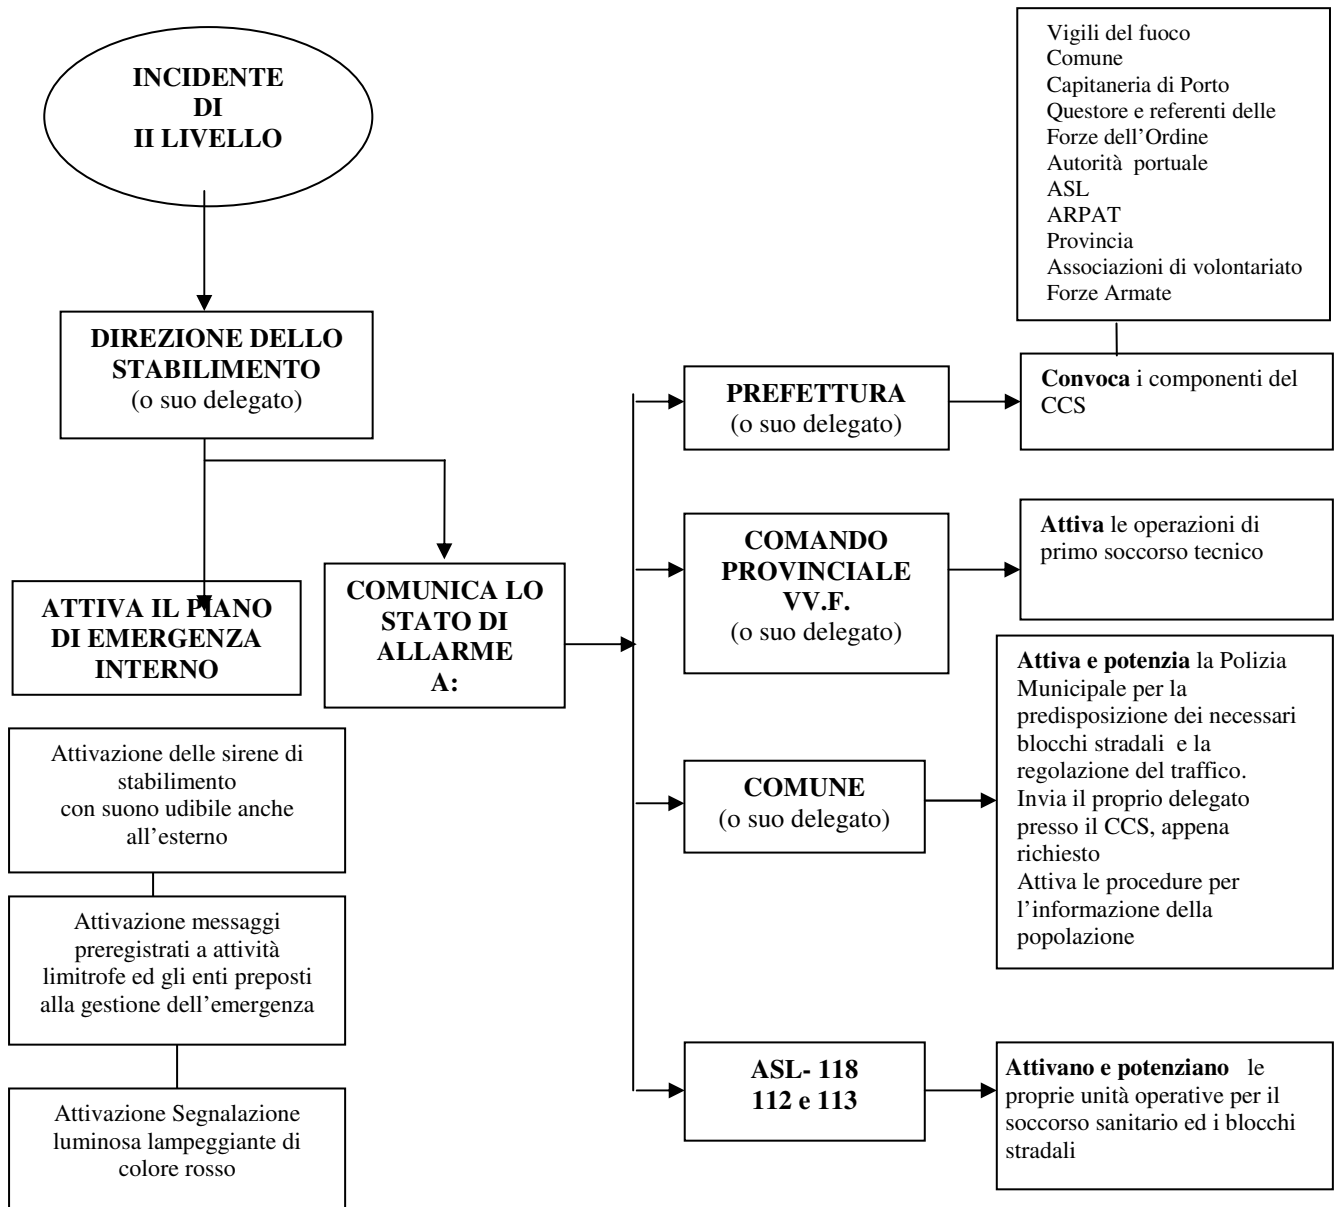 INCIDENTE
DI
II LIVELLO
DIREZIONE DELLO
STABILIMENTO
(o suo delegato)
ATTIVA IL PIANO
DI EMERGENZA
INTERNO
COMUNICA LO
STATO DI
ALLARME
A:
Attivazione delle sirene di
stabilimento
con suono udibile anche
all'esterno
Attivazione messaggi
preregistrati a attività
limitrofe ed gli enti preposti
alla gestione dell'emergenza
Attivazione Segnalazione
luminosa lampeggiante di
colore rosso
PREFETTURA
(o suo delegato)
COMANDO
PROVINCIALE
VV.F.
(o suo delegato)
COMUNE
(o suo delegato)
ASL- 118
112 e 113
Vigili del fuoco
Comune
Capitaneria di Porto
Questore e referenti delle
Forze dell'Ordine
Autorità portuale
ASL
ARPAT
Provincia
Associazioni di volontariato
Forze Armate
Convoca i componenti del
CCS
Attiva le operazioni di
primo soccorso tecnico
Attiva e potenzia la Polizia
Municipale per la
predisposizione dei necessari
blocchi stradali e la
regolazione del traffico.
Invia il proprio delegato
presso il CCS, appena
richiesto
Attiva le procedure per
l'informazione della
popolazione
Attivano e potenziano le
proprie unità operative per il
soccorso sanitario ed i blocchi
stradali